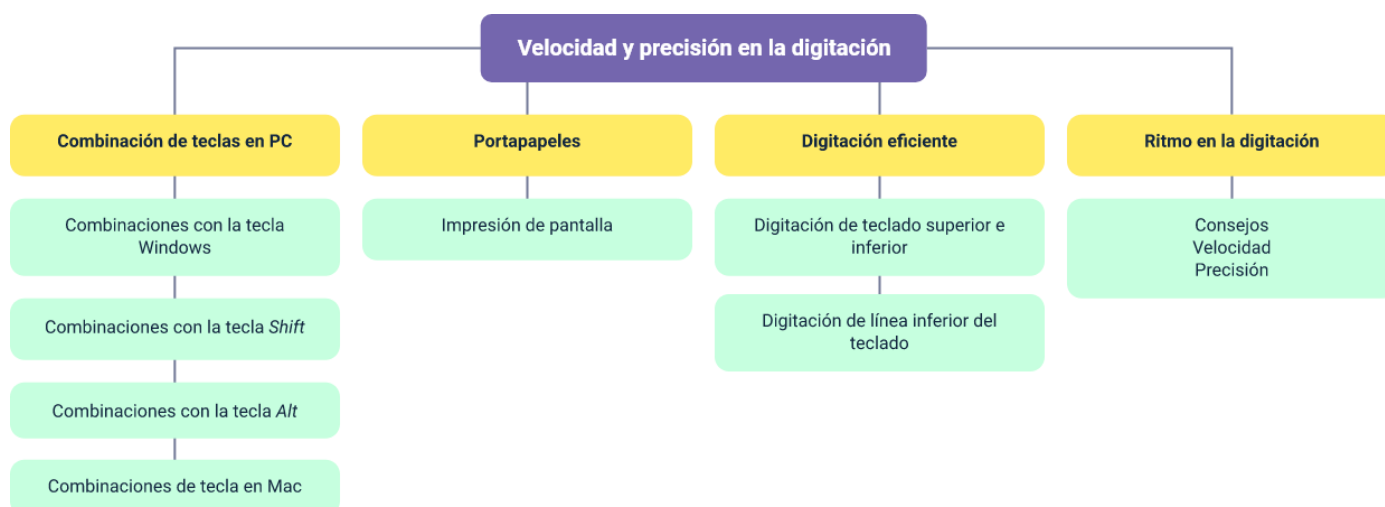 Velocidad y precisión en la digitación
Combinación de teclas en PC
Combinaciones con la tecla
Windows
Combinaciones con la tecla Shift
Combinaciones con la tecla Alt
Combinaciones de tecla en Mac
Portapapeles
Impresión de pantalla
Digitación eficiente
Digitación de teclado superior e
inferior
Digitación de línea inferior del
teclado
Ritmo en la digitación
Consejos
Velocidad
Precisión